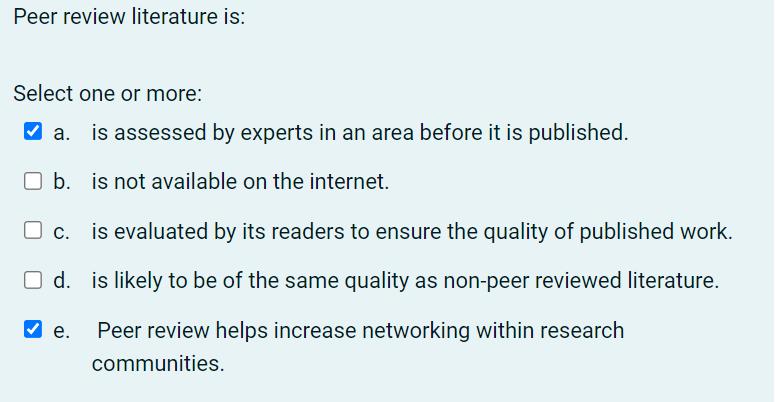 Peer review literature is:
Select one or more:
a. is assessed by experts in an area before it is published.
b. is not available on the internet.
c. is evaluated by its readers to ensure the quality of published work.
d. is likely to be of the same quality as non-peer reviewed literature.
e. Peer review helps increase networking within research
communities.